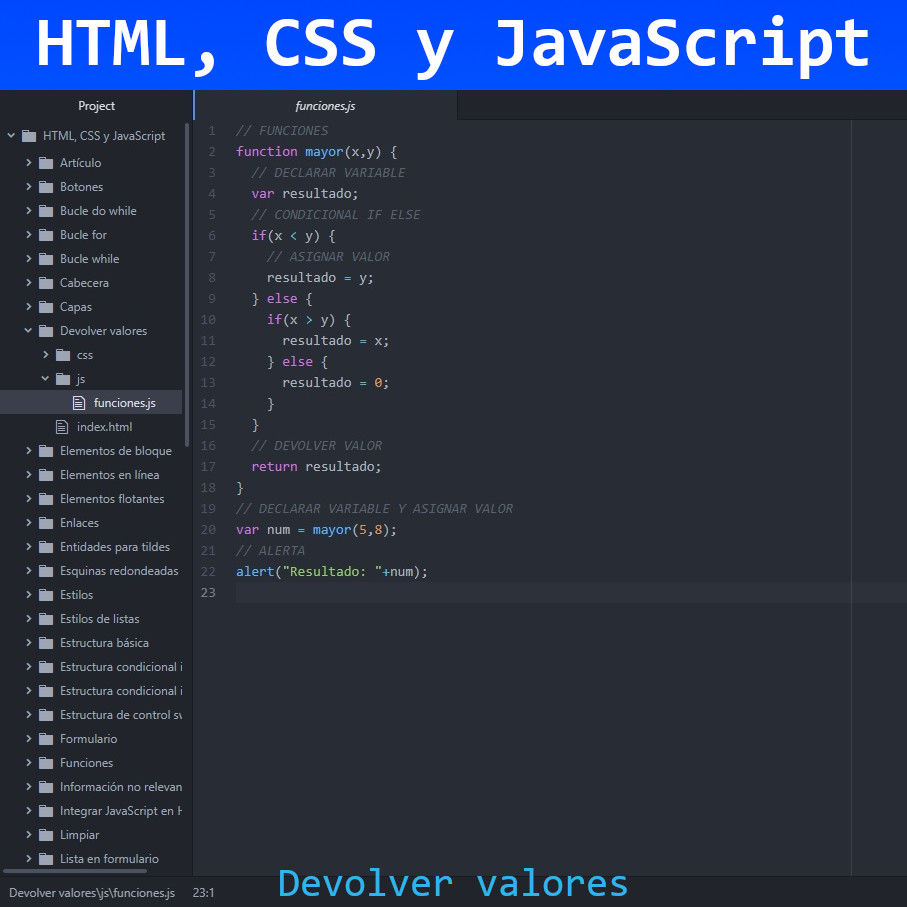 HTML, CSS y JavaScript
Project
HTML, CSS y JavaScript
Artículo
Botones
Bucle do while
Bucle for
Bucle while
Cabecera
Capas
Devolver valores
css
js
funciones.js
index.html
Elementos de bloque
Elementos en línea
Elementos flotantes
Enlaces
Entidades para tildes
Esquinas redondeadas
Estilos
Estilos de listas
Estructura básica
Estructura condicional i
Estructura condicional i
Estructura de control sv
Formulario
Funciones
Información no relevan
Integrar JavaScript en H
Limpiar
Lista en formulario
funciones.js
1 // FUNCIONES
2 function mayor(x,y) {
3 // DECLARAR VARIABLE
4 var resultado;
5 // CONDICIONAL IF ELSE
6 if(x < y) {
7 // ASIGNAR VALOR
8 resultado = y;
9 } else {
10 if(x > y) {
11 resultado = x;
12 } else {
13 resultado = 0;
14 }
15 }
16 // DEVOLVER VALOR
17 return resultado;
18 }
19 // DECLARAR VARIABLE Y ASIGNAR VALOR
20 var num = mayor(5,8);
21 // ALERTA
22 alert("Resultado: "+num);
23
Devolver valores\js\funciones.js 23:1
Devolver valores